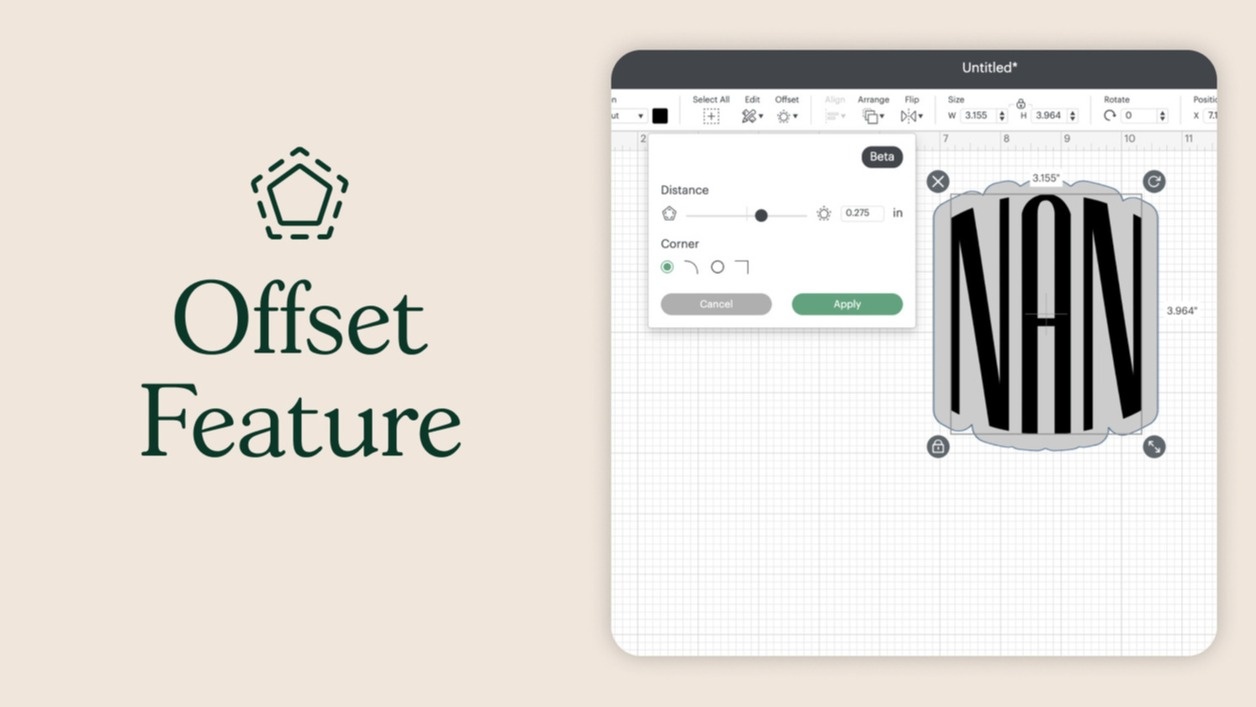 Offset
Feature
Untitled*
n
Select All Edit Offset Align Arrange Flip Size Rotate Positio
ut W 3.155 H 3.964 0 X 7.1
2 7 8 9 10 11
Beta
Distance
0.275 in
Corner
Cancel Apply
3.155"
NAN
3.964"